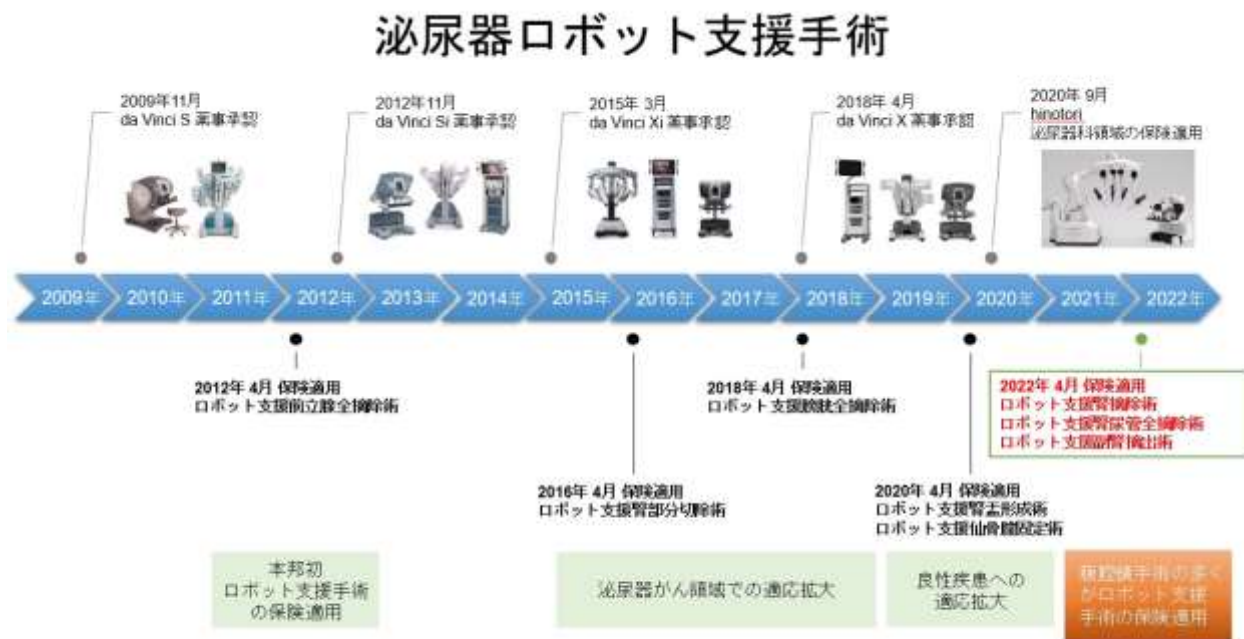 泌尿器ロボット支援手術
2009年11月
da Vinci S 薬事承認
2012年11月
da Vinci Si 薬事承認
2015年 3月
da Vinci Xi 薬事承認
2018年 4月
da Vinci X 薬事承認
2020年 9月
hinotori
泌尿器科領域の保険適用
2009年
2010年
2011年
2012年
2013年
2014年
2015年
2016年
2017年
2018年
2019年
2020年
2021年
2022年
2012年 4月 保険適用
ロボット支援前立腺全摘除術
2016年 4月 保険適用
ロボット支援腎部分切除術
2018年 4月 保険適用
ロボット支援膀胱全摘除術
2020年 4月 保険適用
ロボット支援腎盂形成術
ロボット支援仙骨腟固定術
2022年 4月 保険適用
ロボット支援腎摘除術
ロボット支援腎尿管全摘除術
ロボット支援副腎摘出術
本邦初
ロボット支援手術
の保険適用
泌尿器がん領域での適応拡大
良性疾患への
適応拡大
腹腔鏡手術の多く
がロボット支援
手術の保険適用